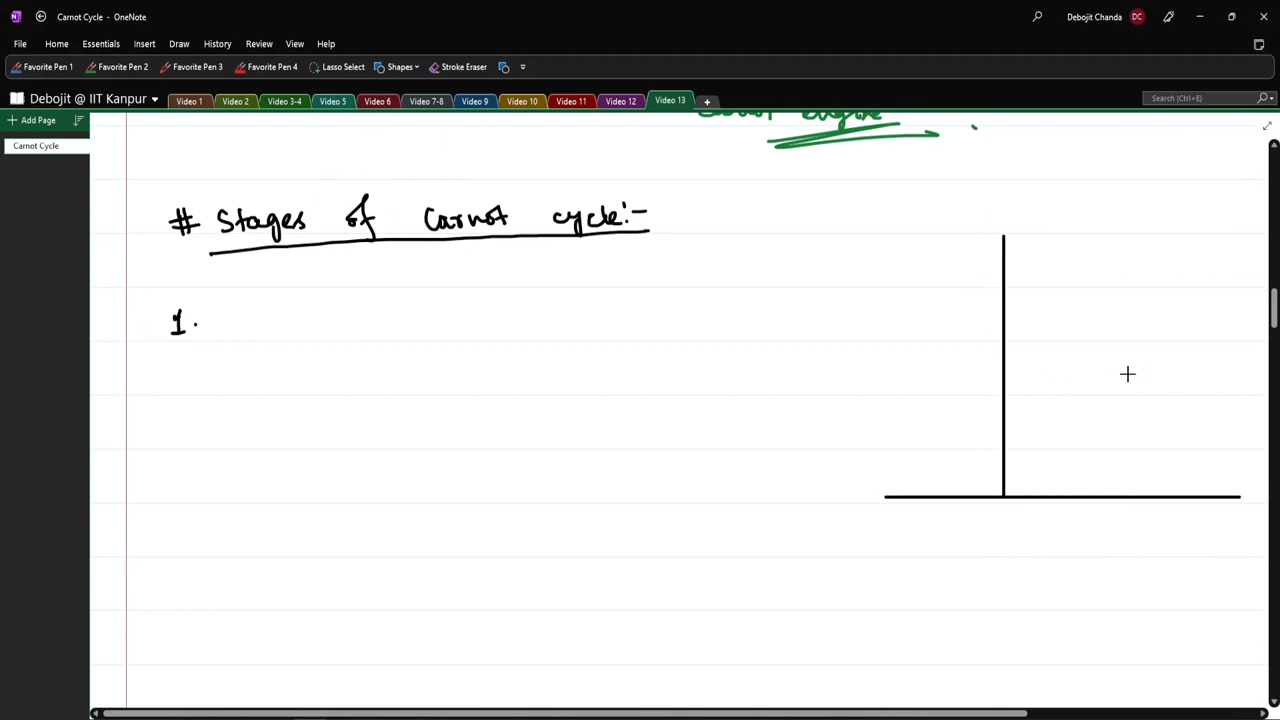 Carnot Cycle - OneNote
Debojit Chanda DC
File Home Essentials Insert Draw History Review View Help
Favorite Pen 1 Favorite Pen 2 Favorite Pen 3 Favorite Pen 4 Lasso Select Shapes Stroke Eraser
Debojit @ IIT Kanpur Video 1 Video 2 Video 3-4 Video 5 Video 6 Video 7-8 Video 9 Video 10 Video 11 Video 12 Video 13 + Search (Ctrl+E)
+ Add Page
Carnot Cycle
Carnot engine
# Stages of Carnot cycle:-
1.